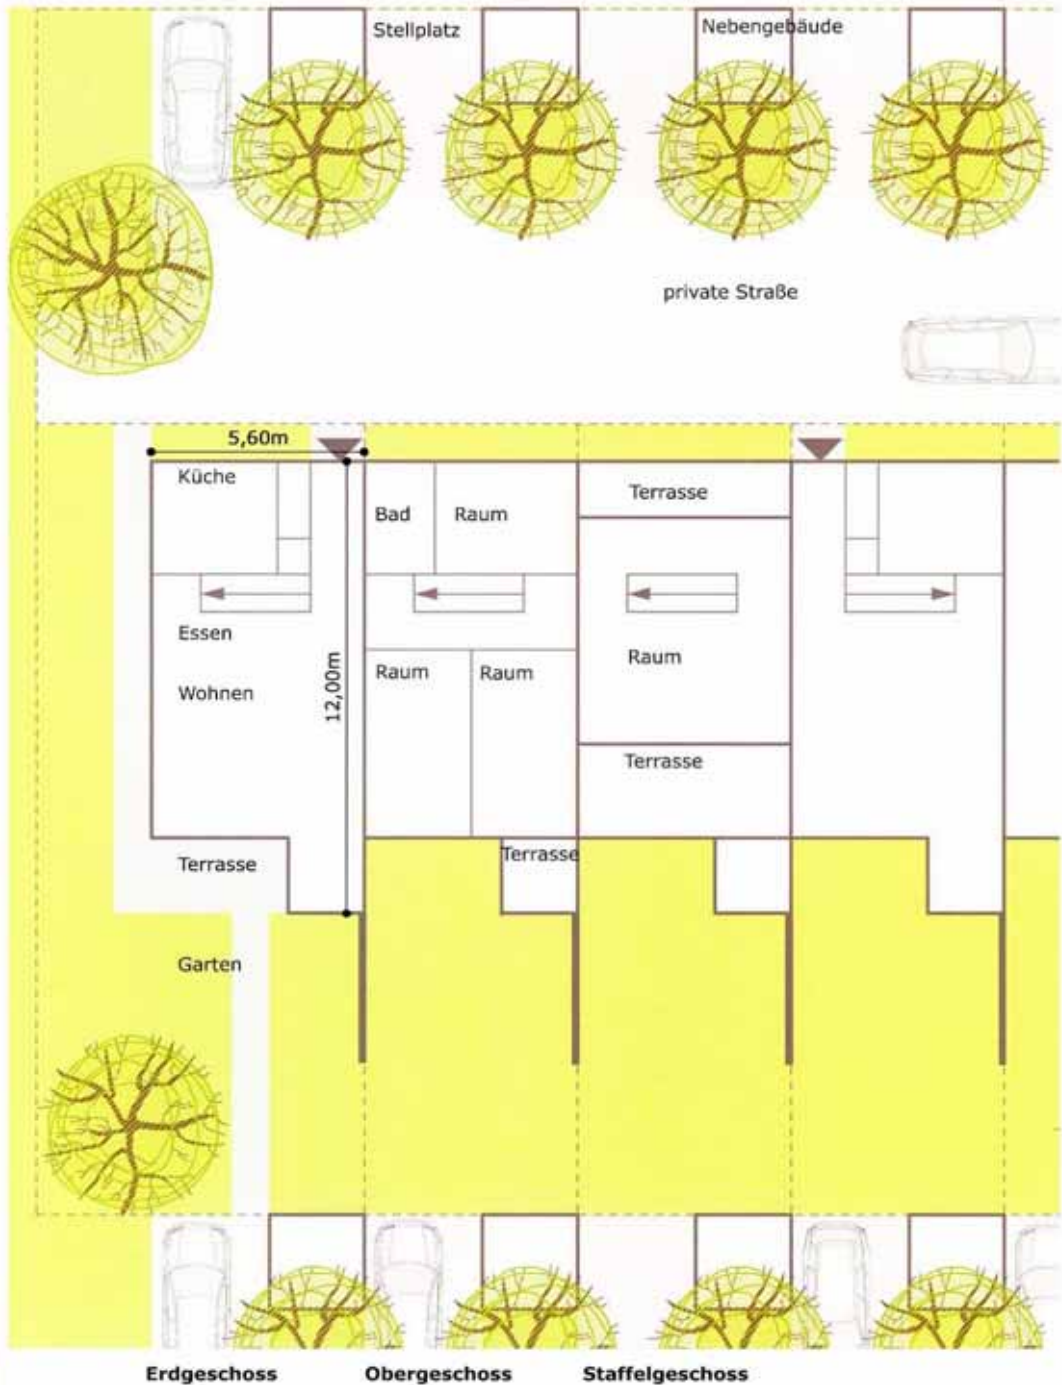 Stellplatz
Nebengebäude
private Straße
5,60m
Küche
Bad
Raum
Terrasse
Essen
Wohnen
12,00m
Raum
Raum
Raum
Terrasse
Terrasse
Terrasse
Garten
Erdgeschoss
Obergeschoss
Staffelgeschoss